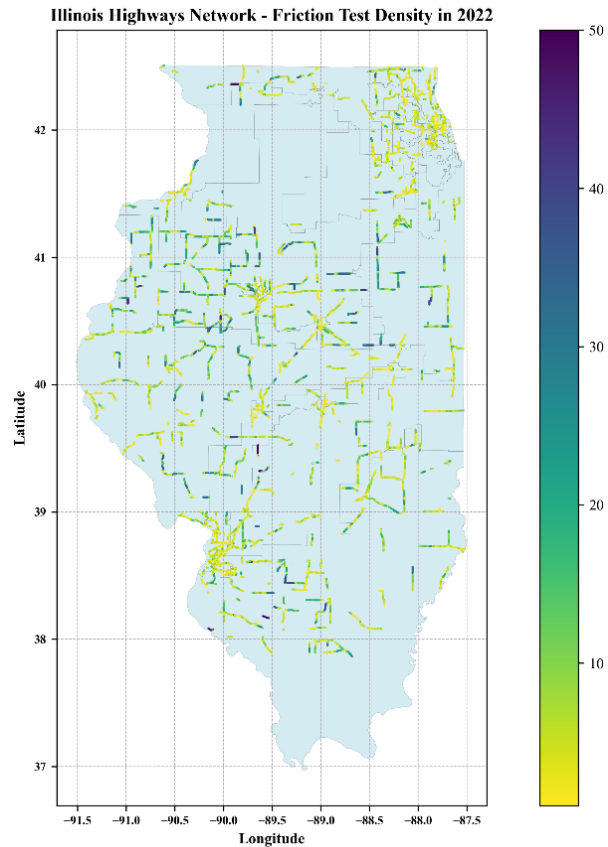 Illinois Highways Network - Friction Test Density in 2022
50
42
40
41
30
Latitude
40
20
39
38
10
37
−91.5 −91.0 −90.5 −90.0 −89.5 −89.0 −88.5 −88.0 −87.5
Longitude